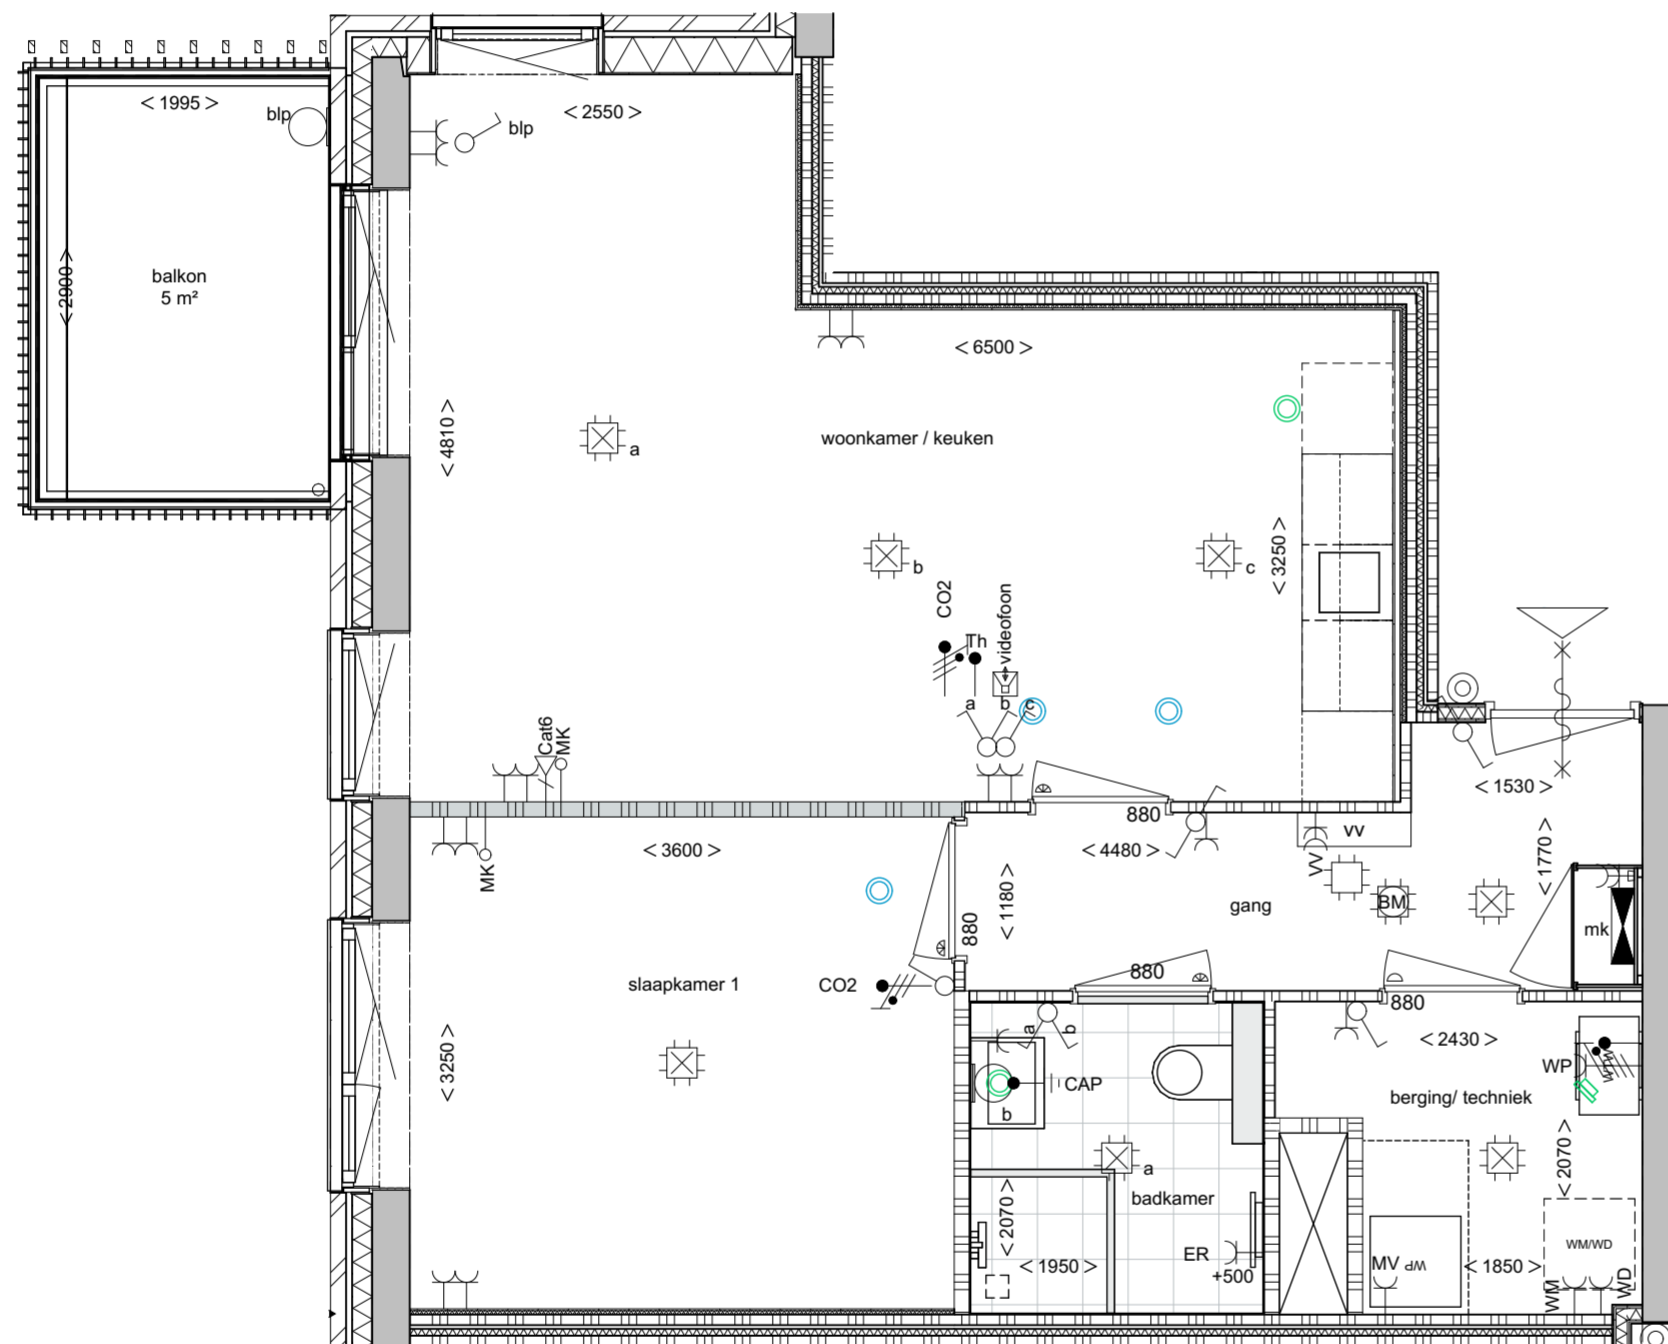 < 1995 >
blp
blp
< 2550 >
balkon
5 m²
< 2900 >
< 6500 >
< 4810 >
woonkamer / keuken
a
b
c
< 3250 >
CO2
Th
videofoon
a
b
c
Cat6
MK
880
< 1530 >
< 3600 >
MK
< 4480 >
vv
VV
< 1770 >
< 1180 >
880
gang
BM
mk
880
880
slaapkamer 1
CO2
< 3250 >
a
b
CAP
b
< 2430 >
WP
berging/ techniek
< 2070 >
a
badkamer
< 2070 >
< 1950 >
ER
+500
MV
WP
< 1850 >
WM/WD
WM
WD